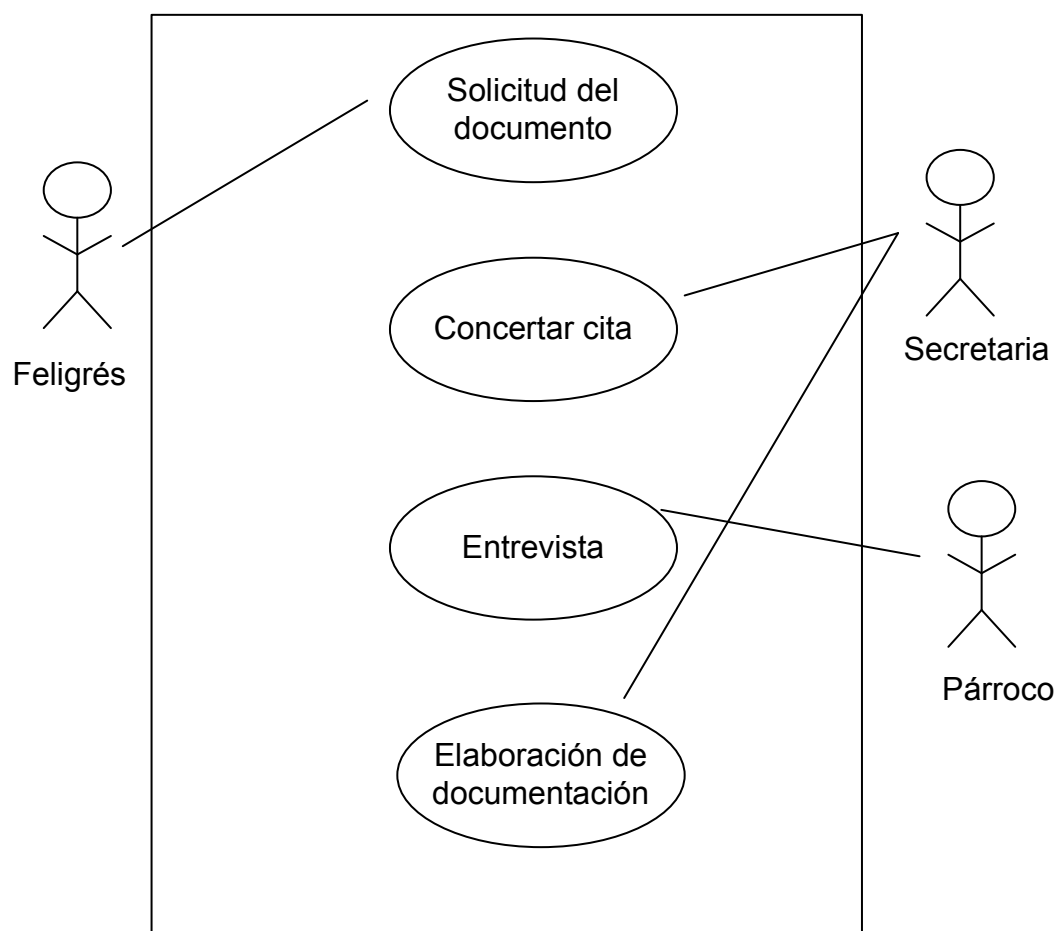 Solicitud del
documento
Feligrés
Concertar cita
Secretaria
Entrevista
Párroco
Elaboración de
documentación